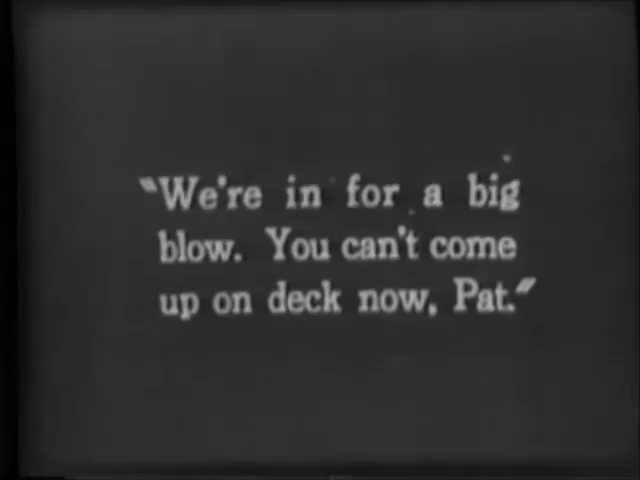 "We're in for a big
blow. You can't come
up on deck now, Pat."